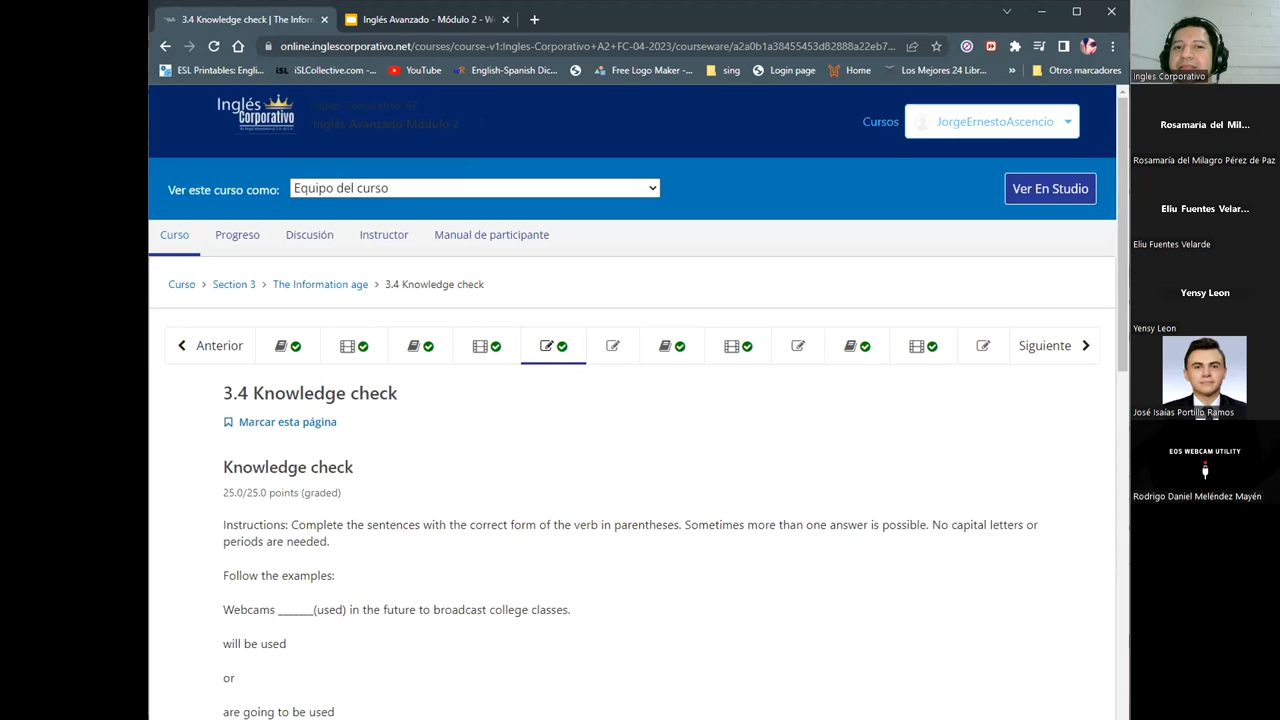 3.4 Knowledge check | The Inform
Inglés Avanzado - Módulo 2 - W
online.inglescorporativo.net/courses/course-v1:Ingles-Corporativo+A2+FC-04-2023/courseware/a2a0b1a38455453d82888a22eb7...
ESL Printables: Engli...
iSLCollective.com -...
YouTube
English-Spanish Dic...
Free Logo Maker -...
sing
Login page
Home
Los Mejores 24 Libr...
»
Otros marcadores
Inglés Corporativo
Ingles Corporativo A2
Inglés Avanzado Módulo 2
Cursos
JorgeErnestoAscencio
Ver este curso como:
Equipo del curso
Ver En Studio
Curso
Progreso
Discusión
Instructor
Manual de participante
Curso > Section 3 > The Information age > 3.4 Knowledge check
Anterior
Siguiente
3.4 Knowledge check
Marcar esta página
Knowledge check
25.0/25.0 points (graded)
Instructions: Complete the sentences with the correct form of the verb in parentheses. Sometimes more than one answer is possible. No capital letters or
periods are needed.
Follow the examples:
Webcams _______(used) in the future to broadcast college classes.
will be used
or
are going to be used
Ingles Corporativo
Rosamaria del Mil...
Rosamaría del Milagro Pérez de Paz
Eliu Fuentes Velar...
Eliu Fuentes Velarde
Yensy Leon
Yensy Leon
José Isaías Portillo Ramos
EOS WEBCAM UTILITY
Rodrigo Daniel Meléndez Mayén